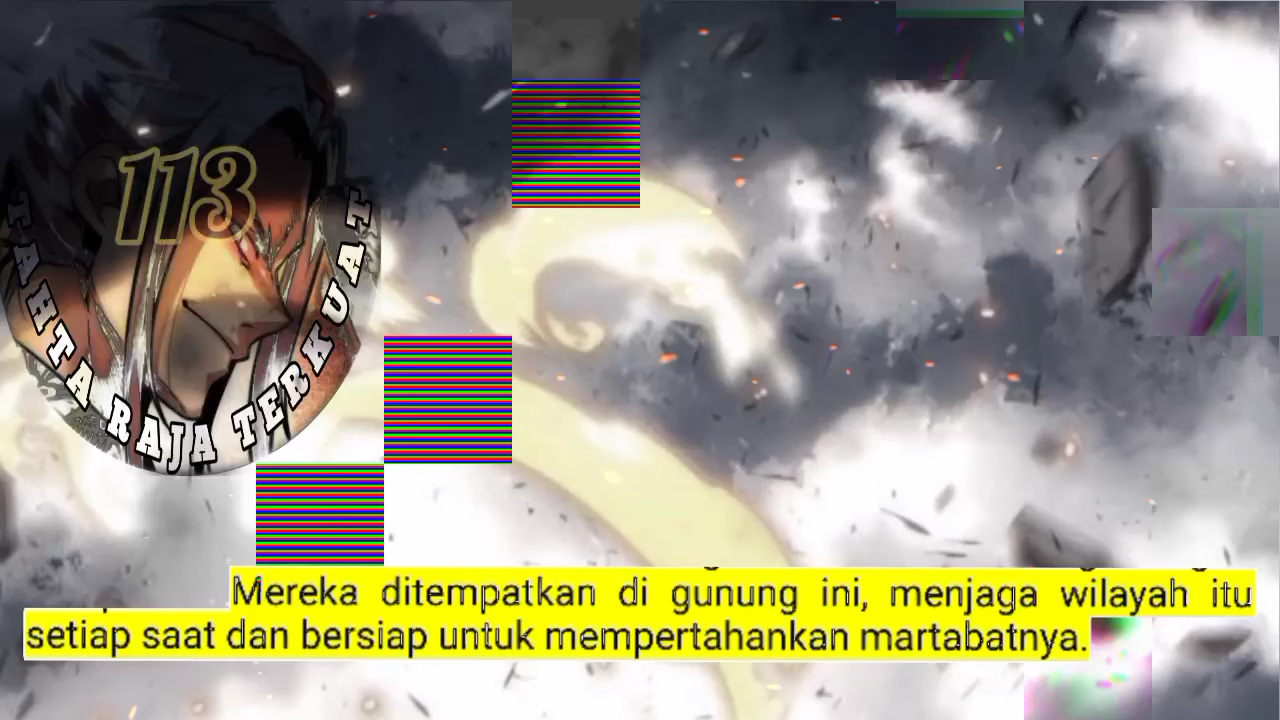 113
TAHTA RAJA TERKUAT
Mereka ditempatkan di gunung ini, menjaga wilayah itu
setiap saat dan bersiap untuk mempertahankan martabatnya.